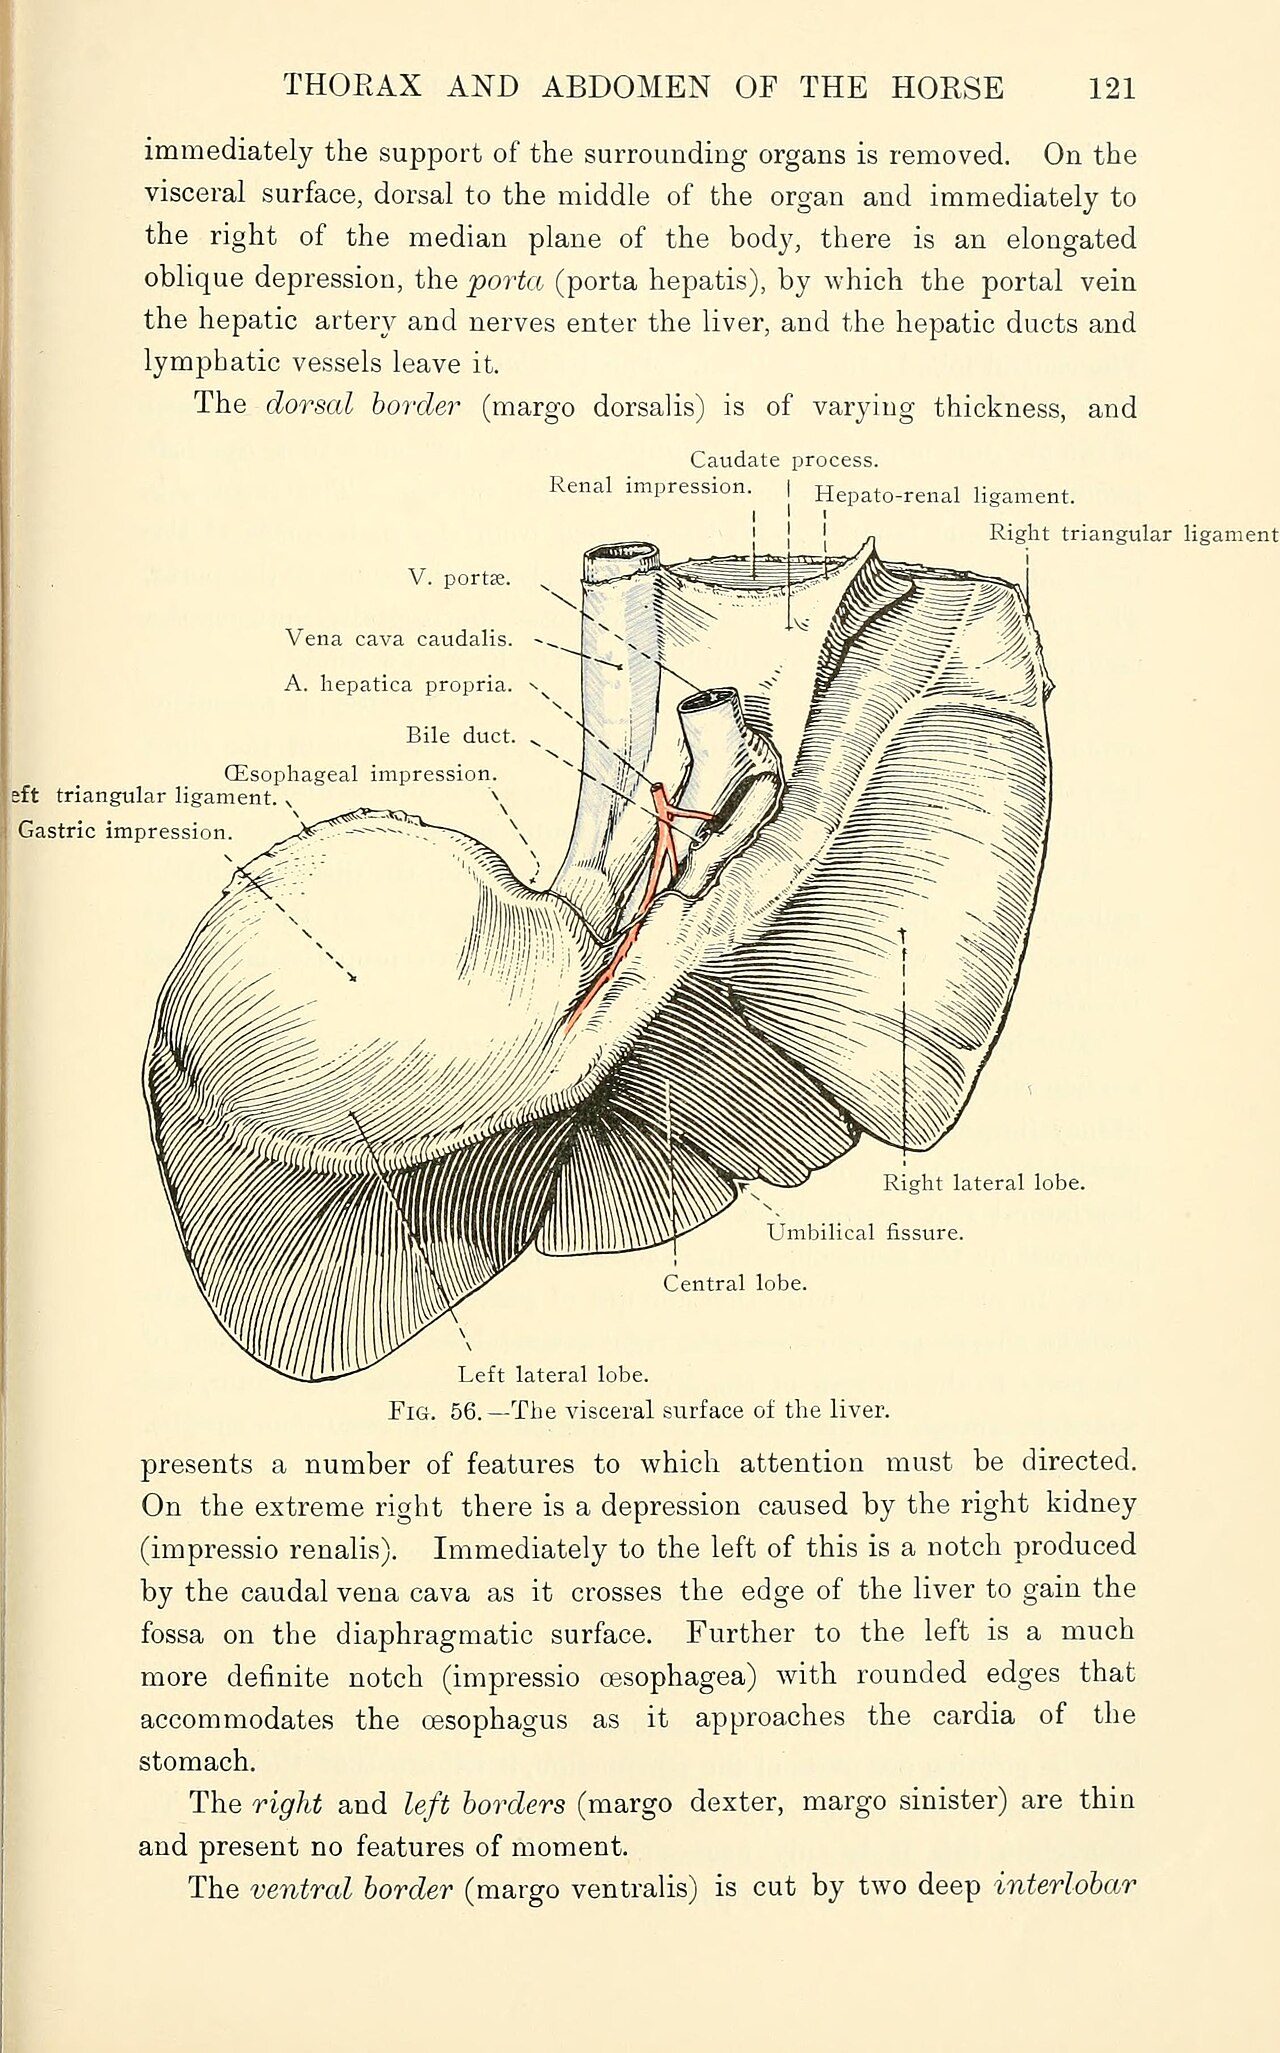 THORAX AND ABDOMEN OF THE HORSE 121
immediately the support of the surrounding organs is removed. On the
visceral surface, dorsal to the middle of the organ and immediately to
the right of the median plane of the body, there is an elongated
oblique depression, the porta (porta hepatis), by which the portal vein
the hepatic artery and nerves enter the liver, and the hepatic ducts and
lymphatic vessels leave it.
The dorsal border (margo dorsalis) is of varying thickness, and
Caudate process.
Renal impression.
Hepato-renal ligament.
Right triangular ligament
V. portæ.
Vena cava caudalis.
A. hepatica propria.
Bile duct.
Œsophageal impression.
eft triangular ligament.
Gastric impression.
Right lateral lobe.
Umbilical fissure.
Central lobe.
Left lateral lobe.
FIG. 56.—The visceral surface of the liver.
presents a number of features to which attention must be directed.
On the extreme right there is a depression caused by the right kidney
(impressio renalis). Immediately to the left of this is a notch produced
by the caudal vena cava as it crosses the edge of the liver to gain the
fossa on the diaphragmatic surface. Further to the left is a much
more definite notch (impressio œsophagea) with rounded edges that
accommodates the œsophagus as it approaches the cardia of the
stomach.
The right and left borders (margo dexter, margo sinister) are thin
and present no features of moment.
The ventral border (margo ventralis) is cut by two deep interlobar